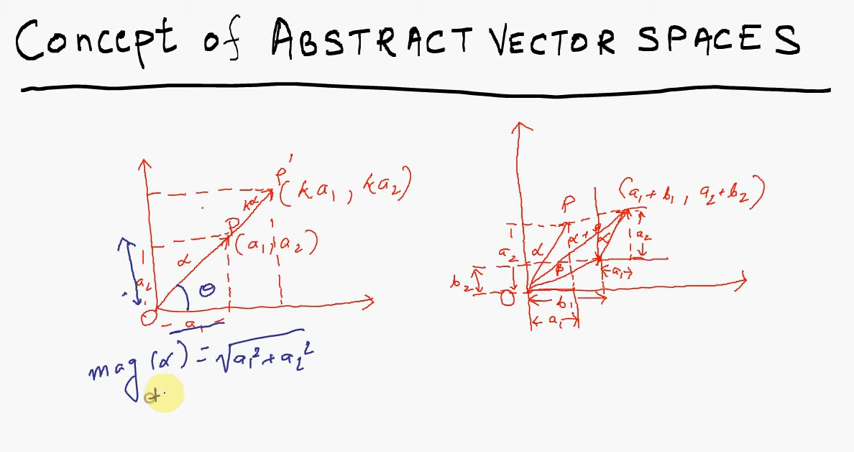 CONCEPT of ABSTRACT VECTOR SPACES
P'
(ka₁, ka₂)
kα
P
(a₁, a₂)
α
a₂
θ
O
a₁
mag (α) = √a₁² + a₂²
(a₁ + b₁, a₂ + b₂)
P
α
α + β
α
a₂
β
a₂
a₁
b₂
O
b₁
a₁